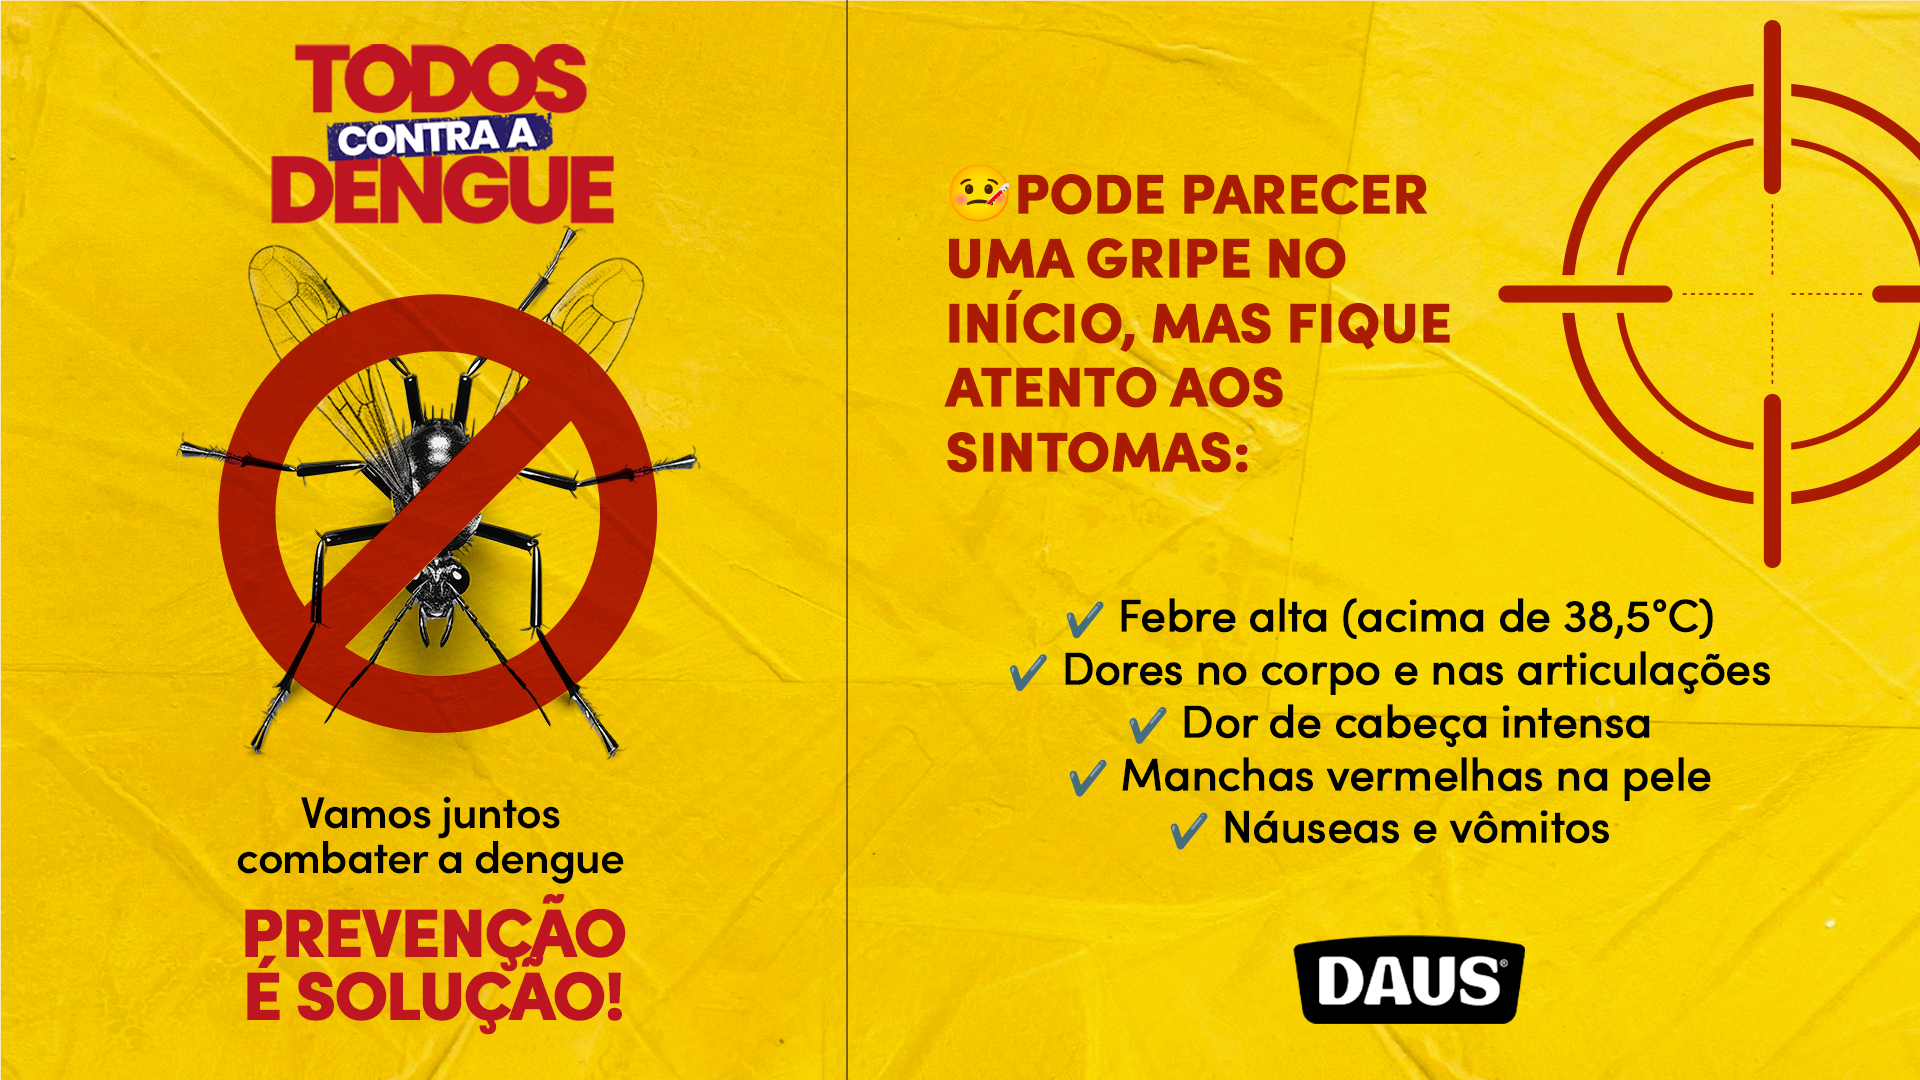 TODOS
CONTRA A
DENGUE
Vamos juntos
combater a dengue
PREVENÇÃO
É SOLUÇÃO!
🤒PODE PARECER
UMA GRIPE NO
INÍCIO, MAS FIQUE
ATENTO AOS
SINTOMAS:
✔ Febre alta (acima de 38,5°C)
✔ Dores no corpo e nas articulações
✔ Dor de cabeça intensa
✔ Manchas vermelhas na pele
✔ Náuseas e vômitos
DAUS®